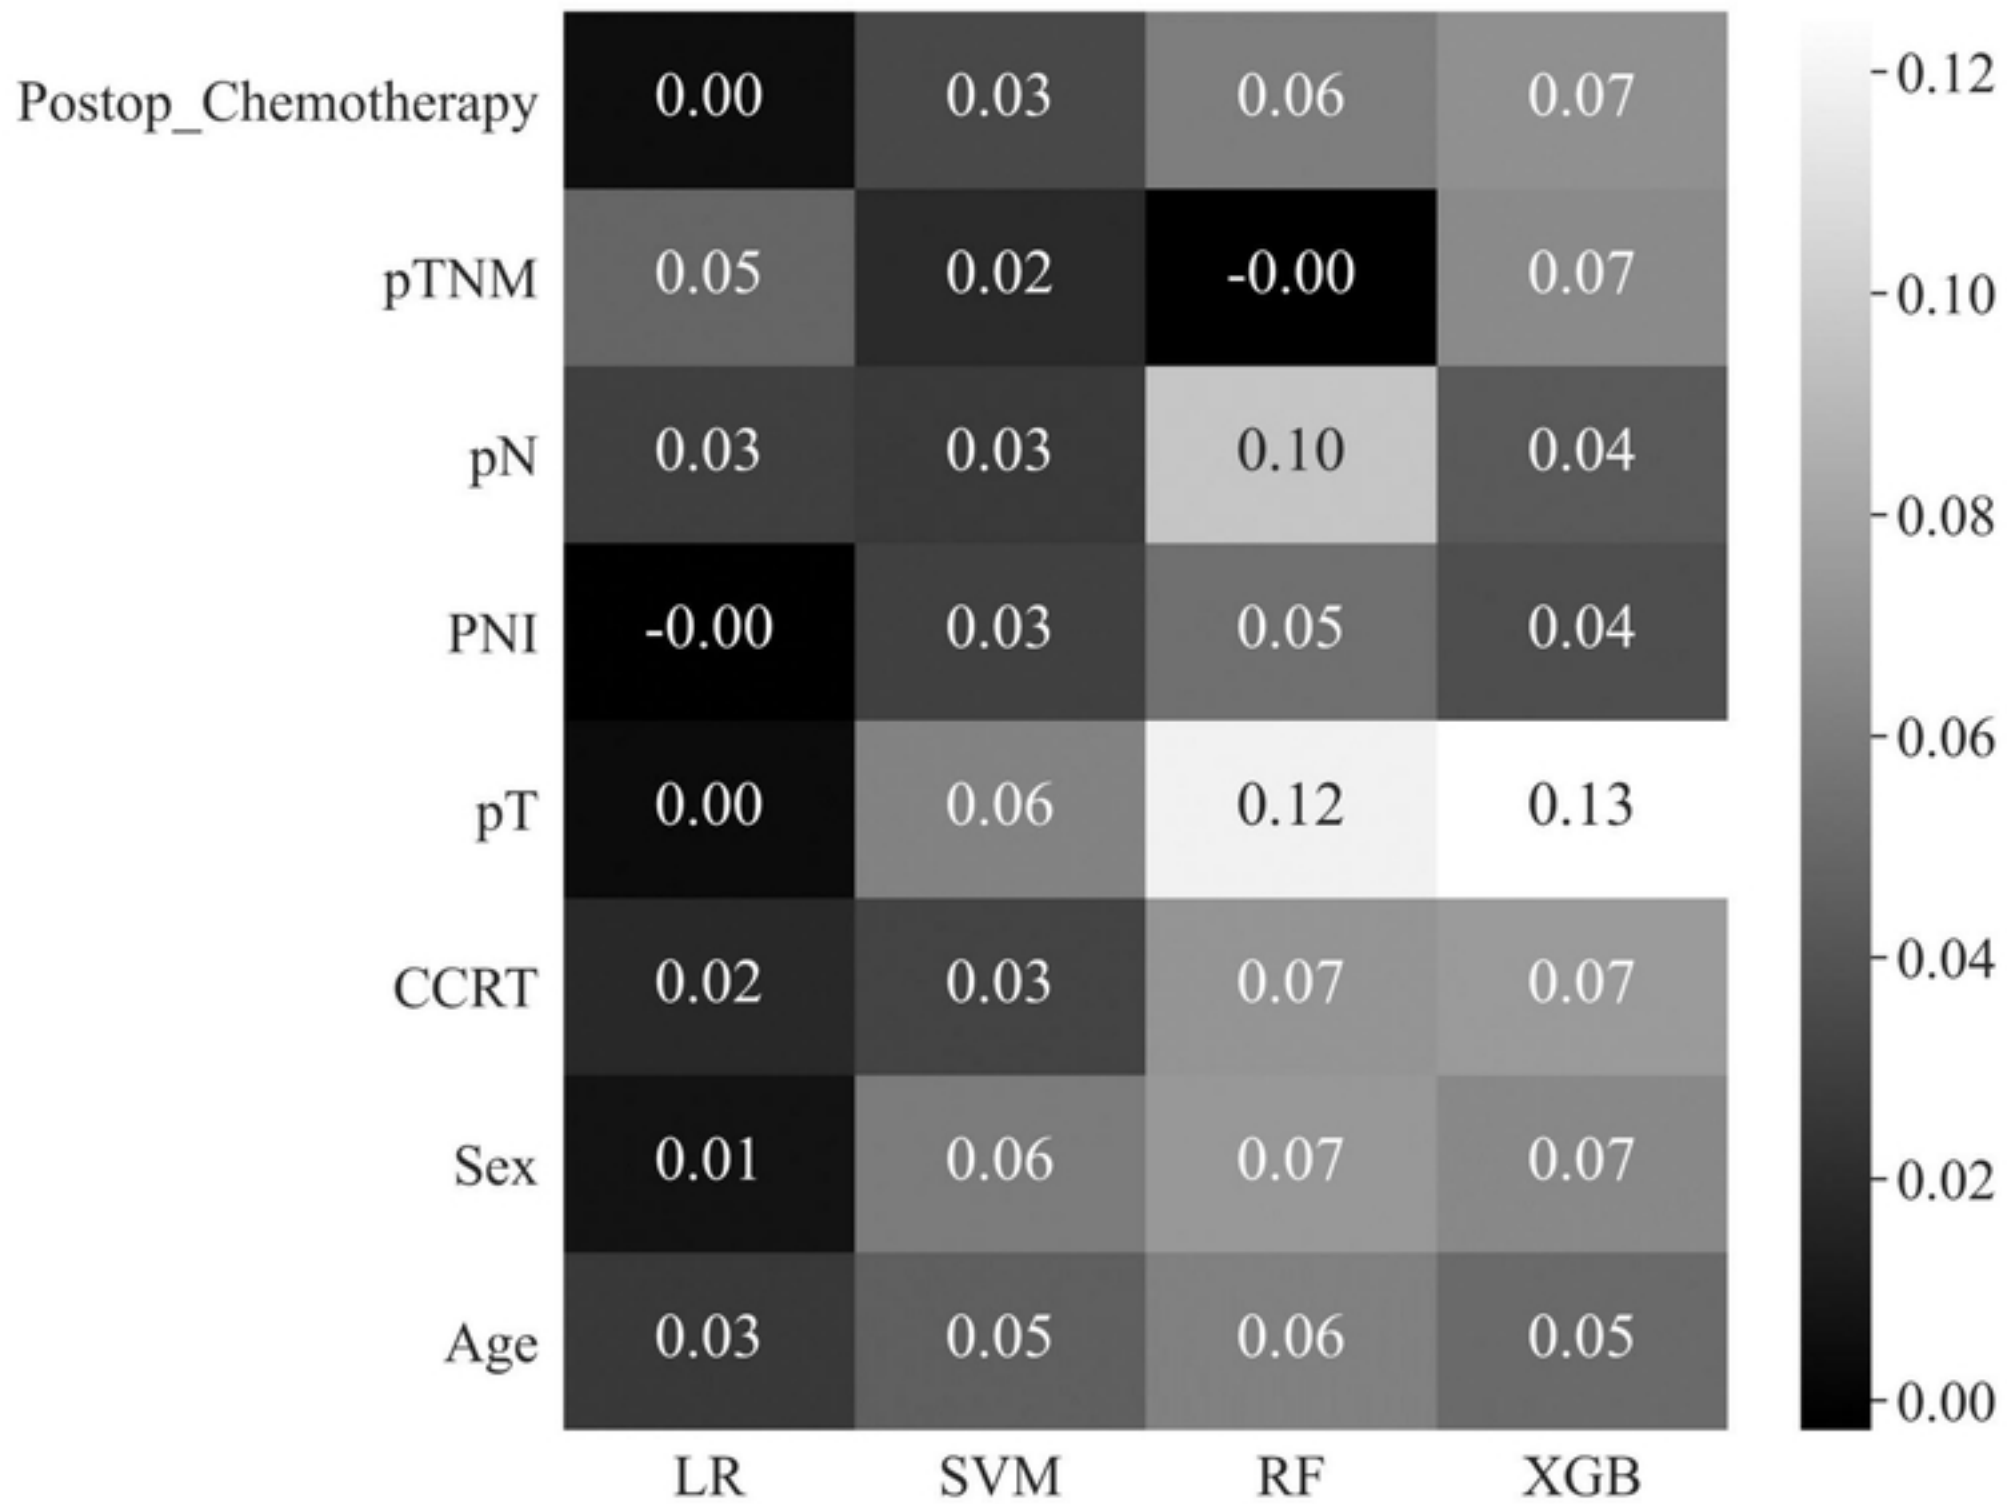 Postop_Chemotherapy 0.00 0.03 0.06 0.07
pTNM 0.05 0.02 -0.00 0.07
pN 0.03 0.03 0.10 0.04
PNI -0.00 0.03 0.05 0.04
pT 0.00 0.06 0.12 0.13
CCRT 0.02 0.03 0.07 0.07
Sex 0.01 0.06 0.07 0.07
Age 0.03 0.05 0.06 0.05
LR SVM RF XGB
0.12
0.10
0.08
0.06
0.04
0.02
0.00